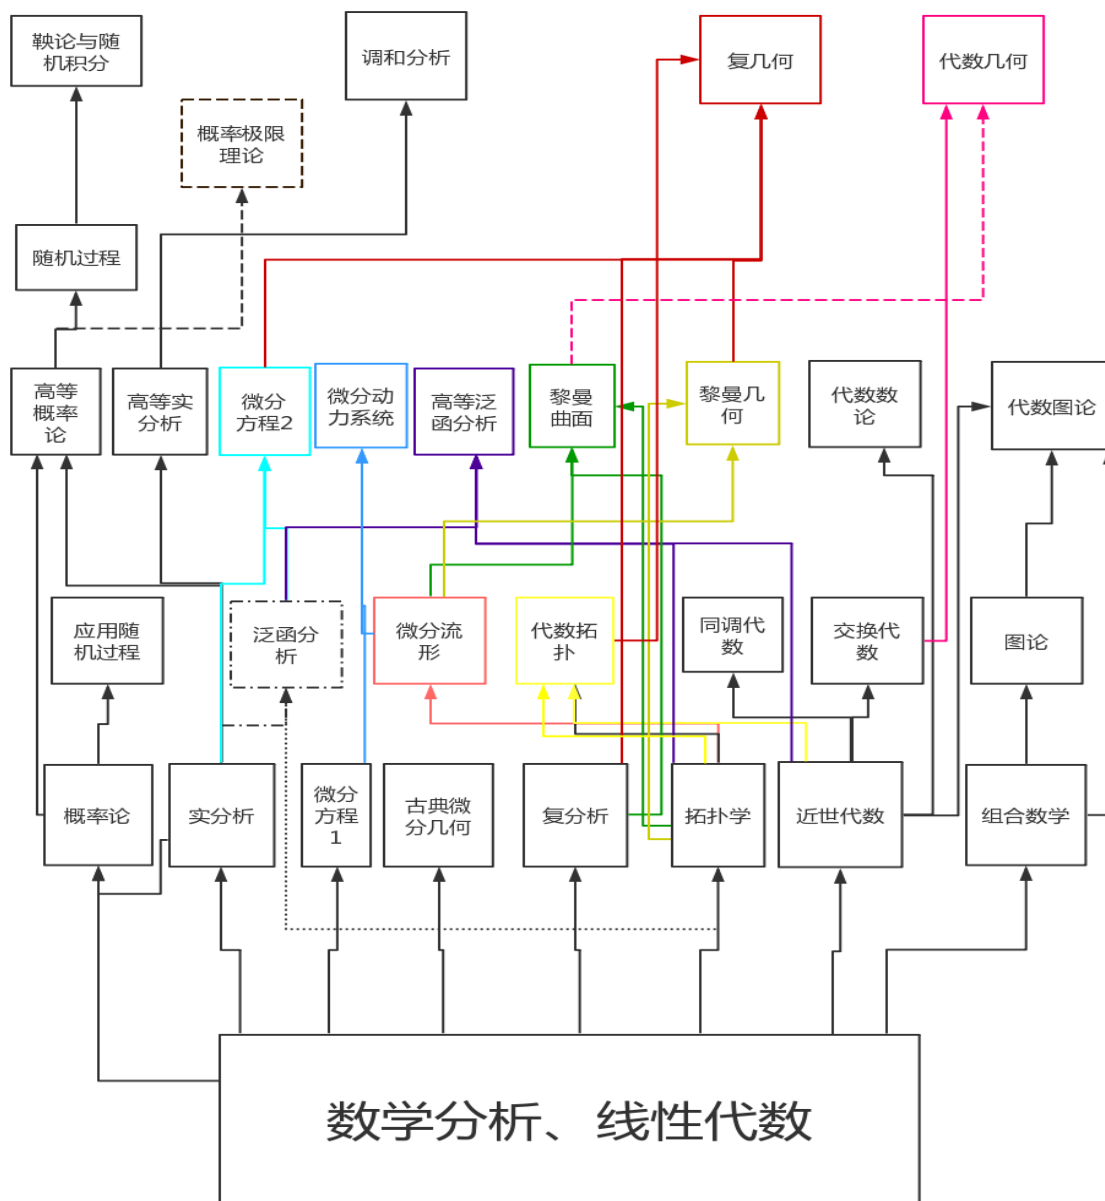 鞅论与随
机积分
调和分析
复几何
代数几何
概率极限
理论
随机过程
高等
概率
论
高等实
分析
微分
方程2
微分动
力系统
高等泛
函分析
黎曼
曲面
黎曼几
何
代数数
论
代数图论
应用随
机过程
泛函分
析
微分流
形
代数拓
扑
同调代
数
交换代
数
图论
概率论
实分析
微分
方程
1
古典微
分几何
复分析
拓扑学
近世代数
组合数学
数学分析、线性代数